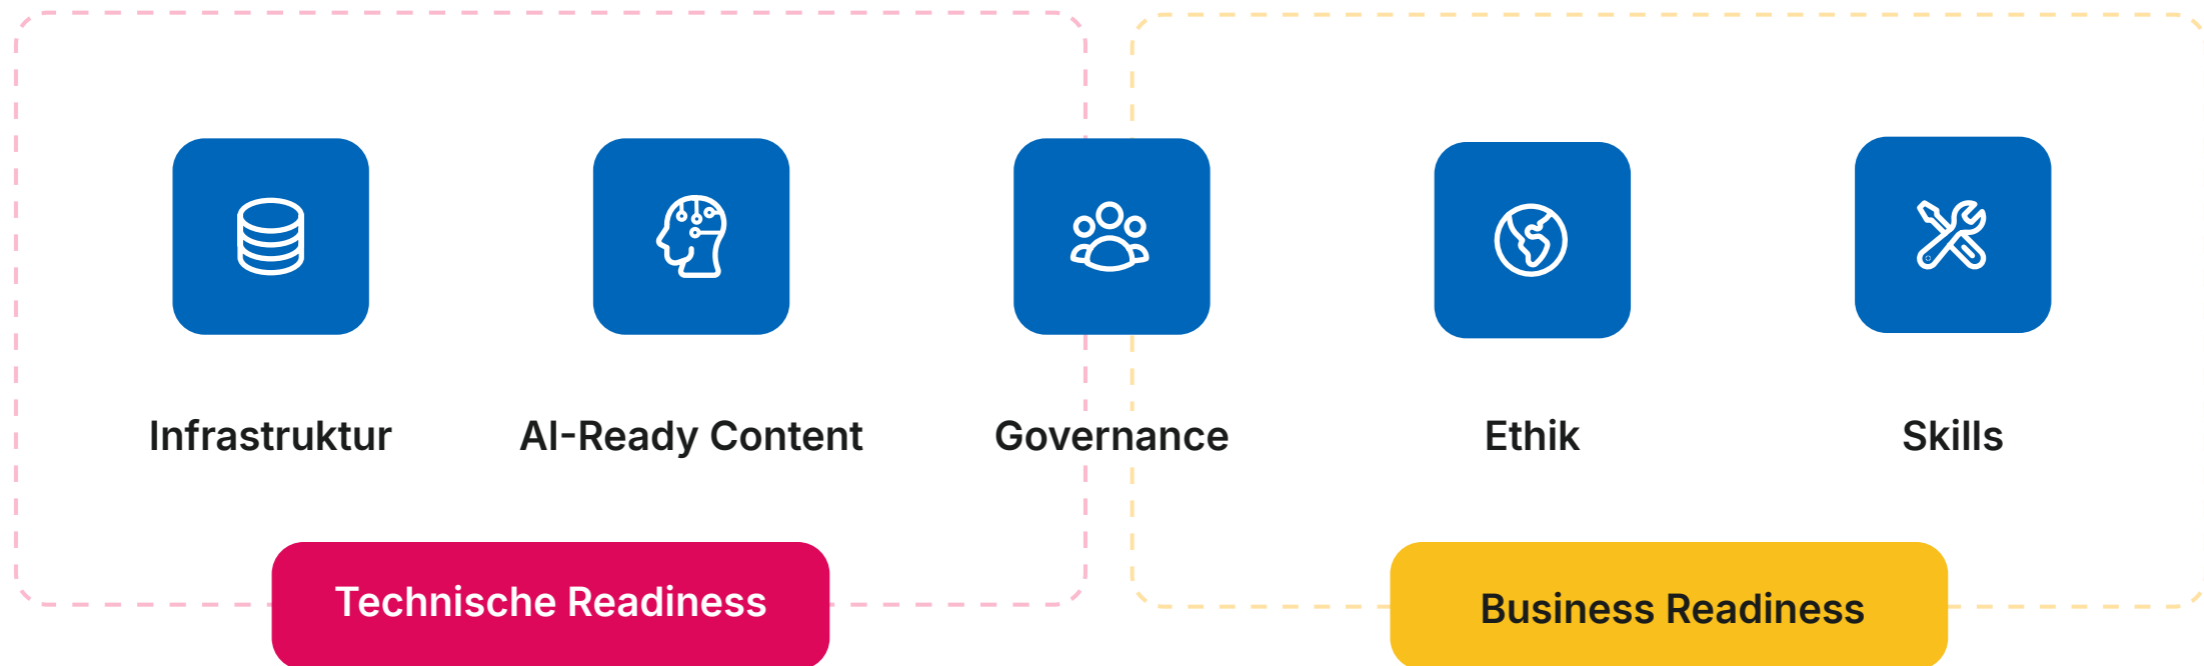 Infrastruktur
AI-Ready Content
Governance
Ethik
Skills
Technische Readiness
Business Readiness